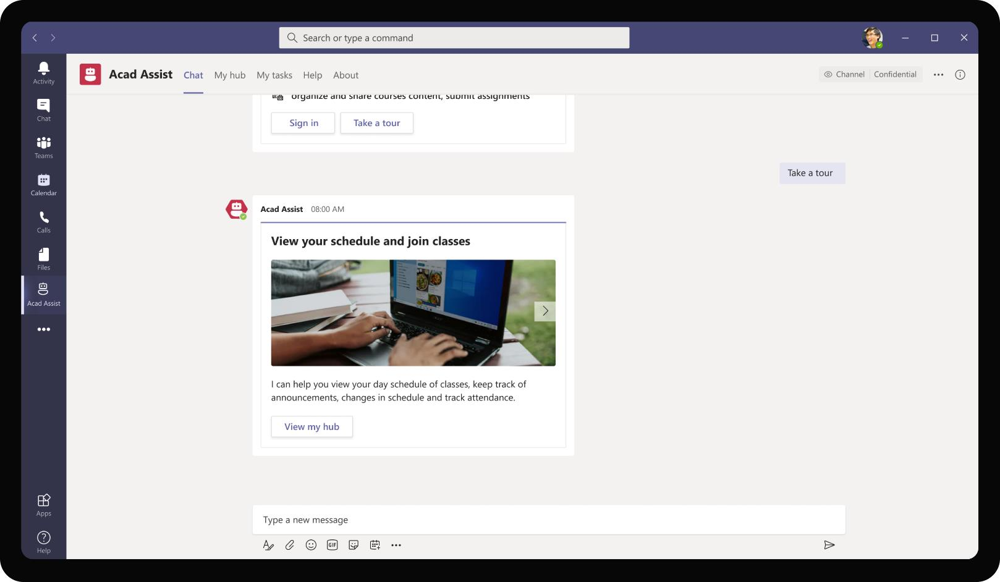 Search or type a command
Activity
Chat
Teams
Calendar
Calls
Files
Acad Assist
Apps
Help
Acad Assist
Chat
My hub
My tasks
Help
About
Channel
Confidential
organize and share courses content, submit assignments
Sign in
Take a tour
Take a tour
Acad Assist 08:00 AM
View your schedule and join classes
I can help you view your day schedule of classes, keep track of
announcements, changes in schedule and track attendance.
View my hub
Type a new message
GIF